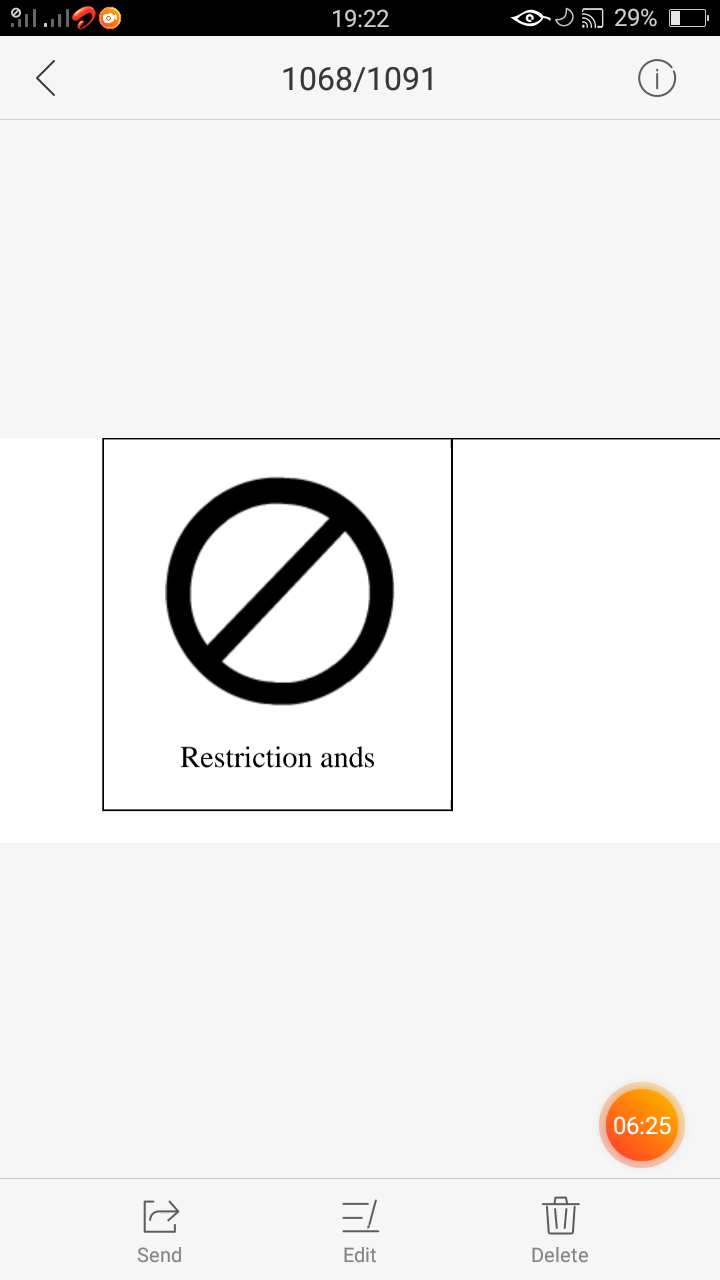 19:22
29%
1068/1091
Restriction ands
06:25
Send Edit Delete